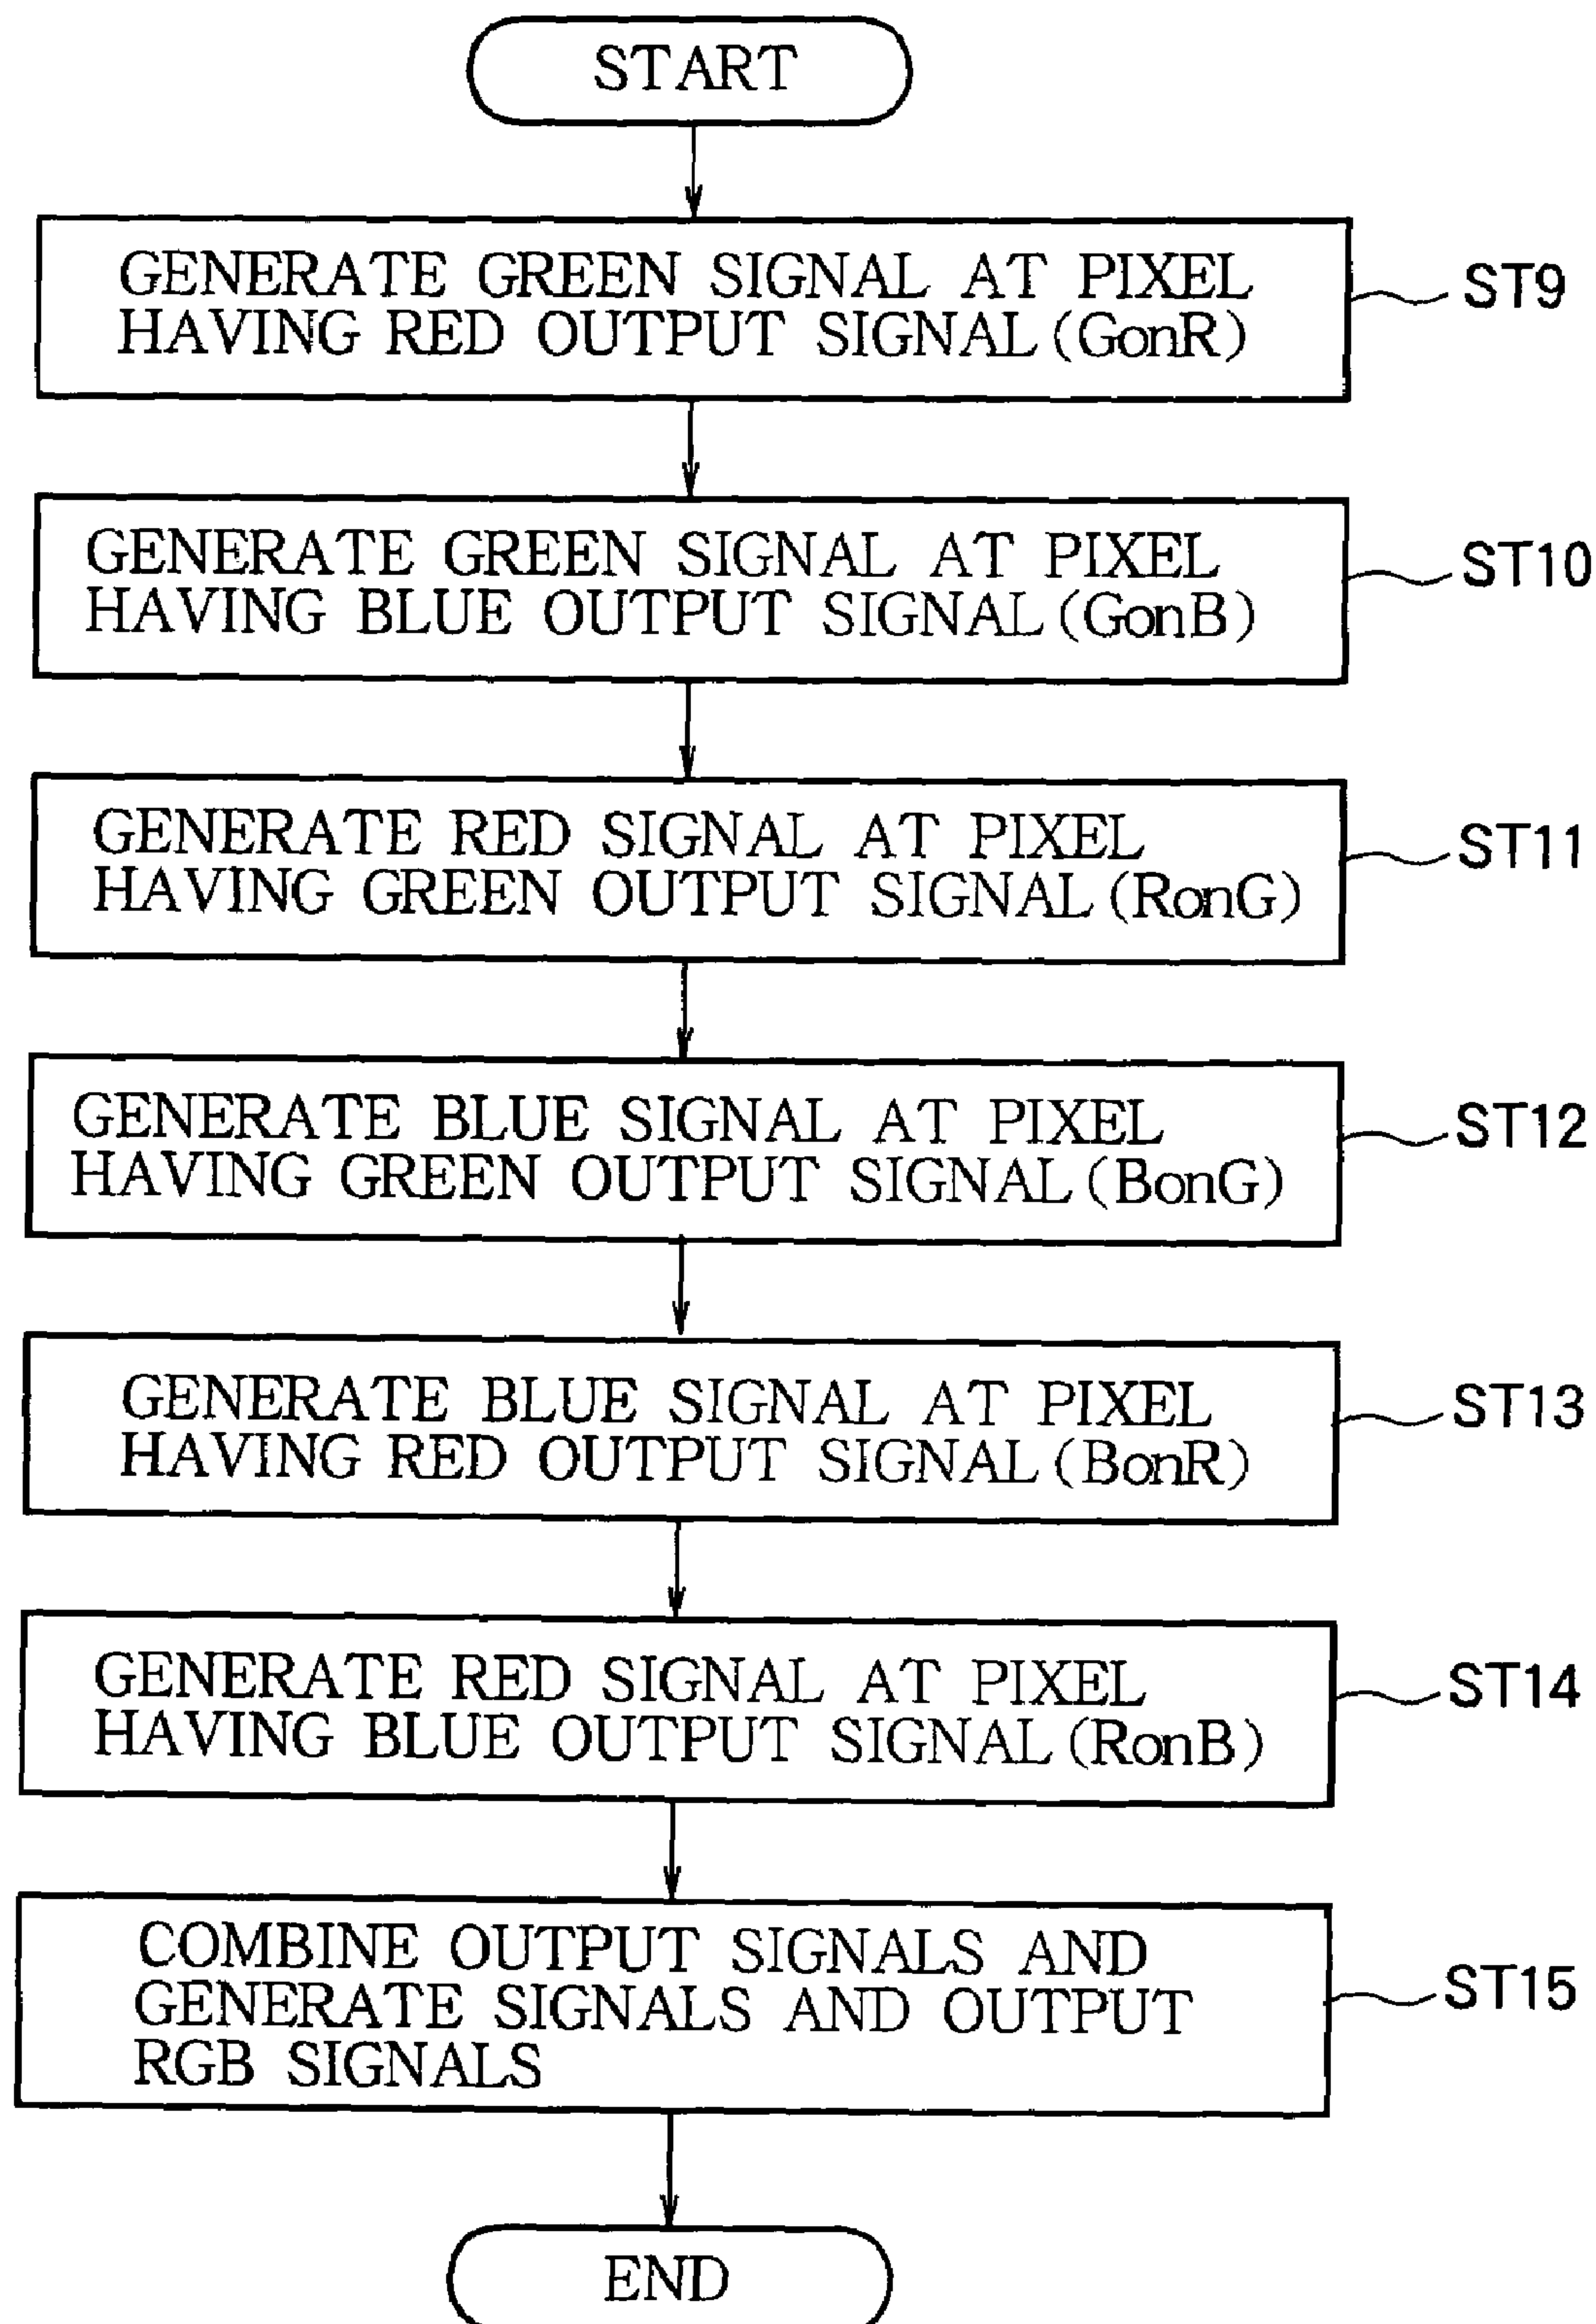 START
GENERATE GREEN SIGNAL AT PIXEL
HAVING RED OUTPUT SIGNAL (GonR)
ST9
GENERATE GREEN SIGNAL AT PIXEL
HAVING BLUE OUTPUT SIGNAL (GonB)
ST10
GENERATE RED SIGNAL AT PIXEL
HAVING GREEN OUTPUT SIGNAL (RonG)
ST11
GENERATE BLUE SIGNAL AT PIXEL
HAVING GREEN OUTPUT SIGNAL (BonG)
ST12
GENERATE BLUE SIGNAL AT PIXEL
HAVING RED OUTPUT SIGNAL (BonR)
ST13
GENERATE RED SIGNAL AT PIXEL
HAVING BLUE OUTPUT SIGNAL (RonB)
ST14
COMBINE OUTPUT SIGNALS AND
GENERATE SIGNALS AND OUTPUT
RGB SIGNALS
ST15
END